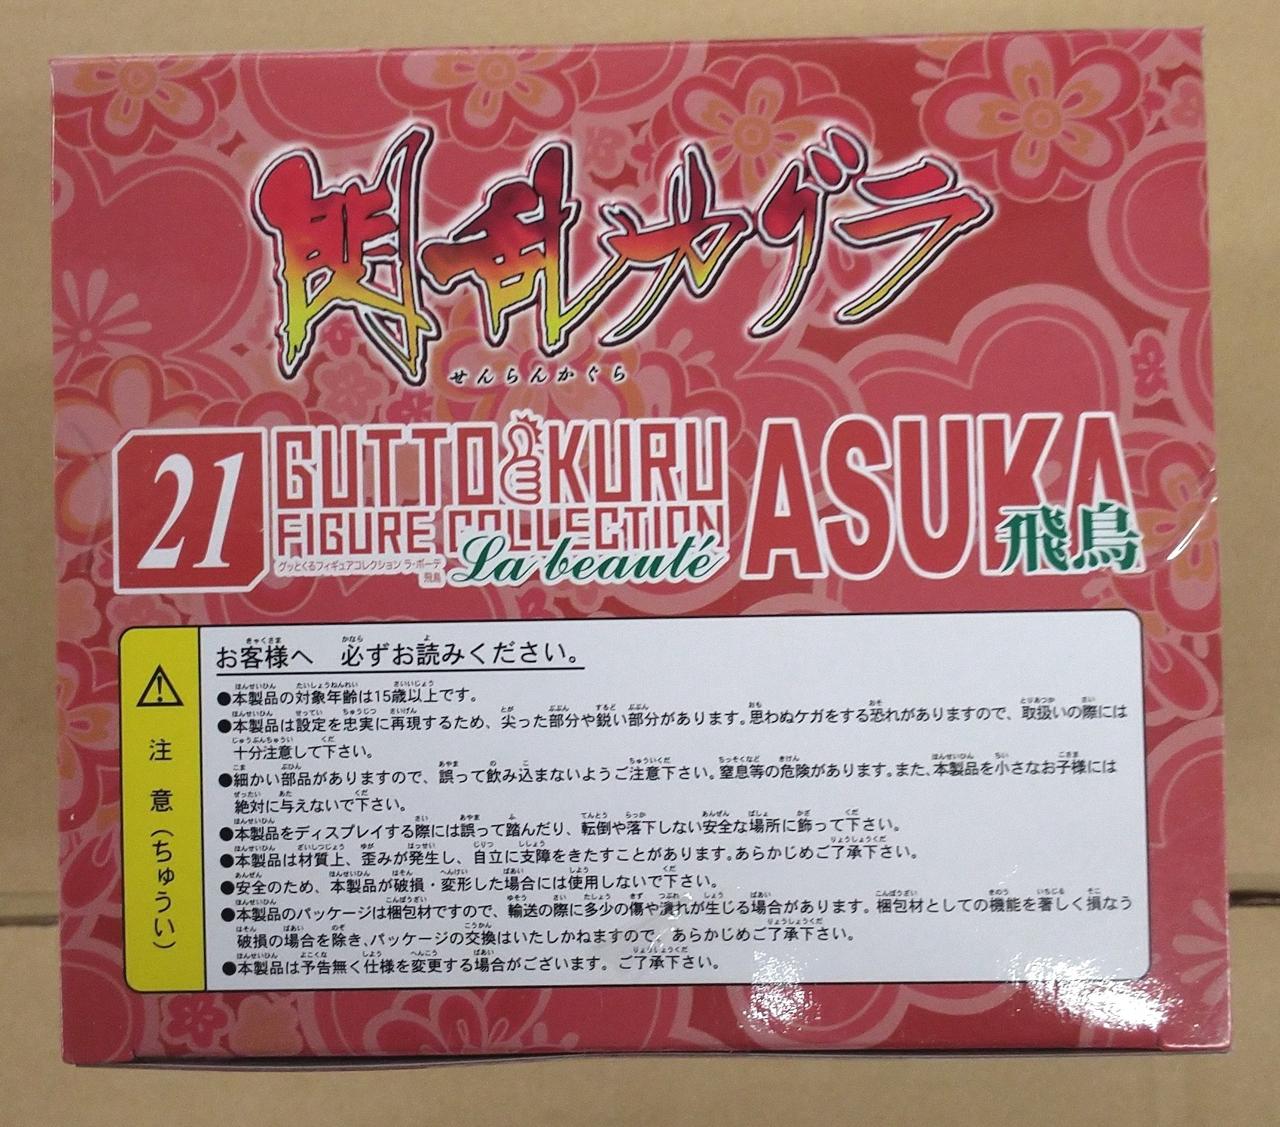 閃乱カグラ
せんらんかぐら
21
GUTTO KURU
FIGURE COLLECTION
グッとくるフィギュアコレクション ラ・ボーテ
飛鳥
La beauté
ASUKA
飛鳥
注意(ちゅうい)
お客様へ 必ずお読みください。
●本製品の対象年齢は15歳以上です。
●本製品は設定を忠実に再現するため、尖った部分や鋭い部分があります。思わぬケガをする恐れがありますので、取扱いの際には
十分注意して下さい。
●細かい部品がありますので、誤って飲み込まないようご注意下さい。窒息等の危険があります。また、本製品を小さなお子様には
絶対に与えないで下さい。
●本製品をディスプレイする際には誤って踏んだり、転倒や落下しない安全な場所に飾って下さい。
●本製品は材質上、歪みが発生し、自立に支障をきたすことがあります。あらかじめご了承下さい。
●安全のため、本製品が破損・変形した場合には使用しないで下さい。
●本製品のパッケージは梱包材ですので、輸送の際に多少の傷や潰れが生じる場合があります。梱包材としての機能を著しく損なう
破損の場合を除き、パッケージの交換はいたしかねますので、あらかじめご了承下さい。
●本製品は予告無く仕様を変更する場合がございます。ご了承下さい。